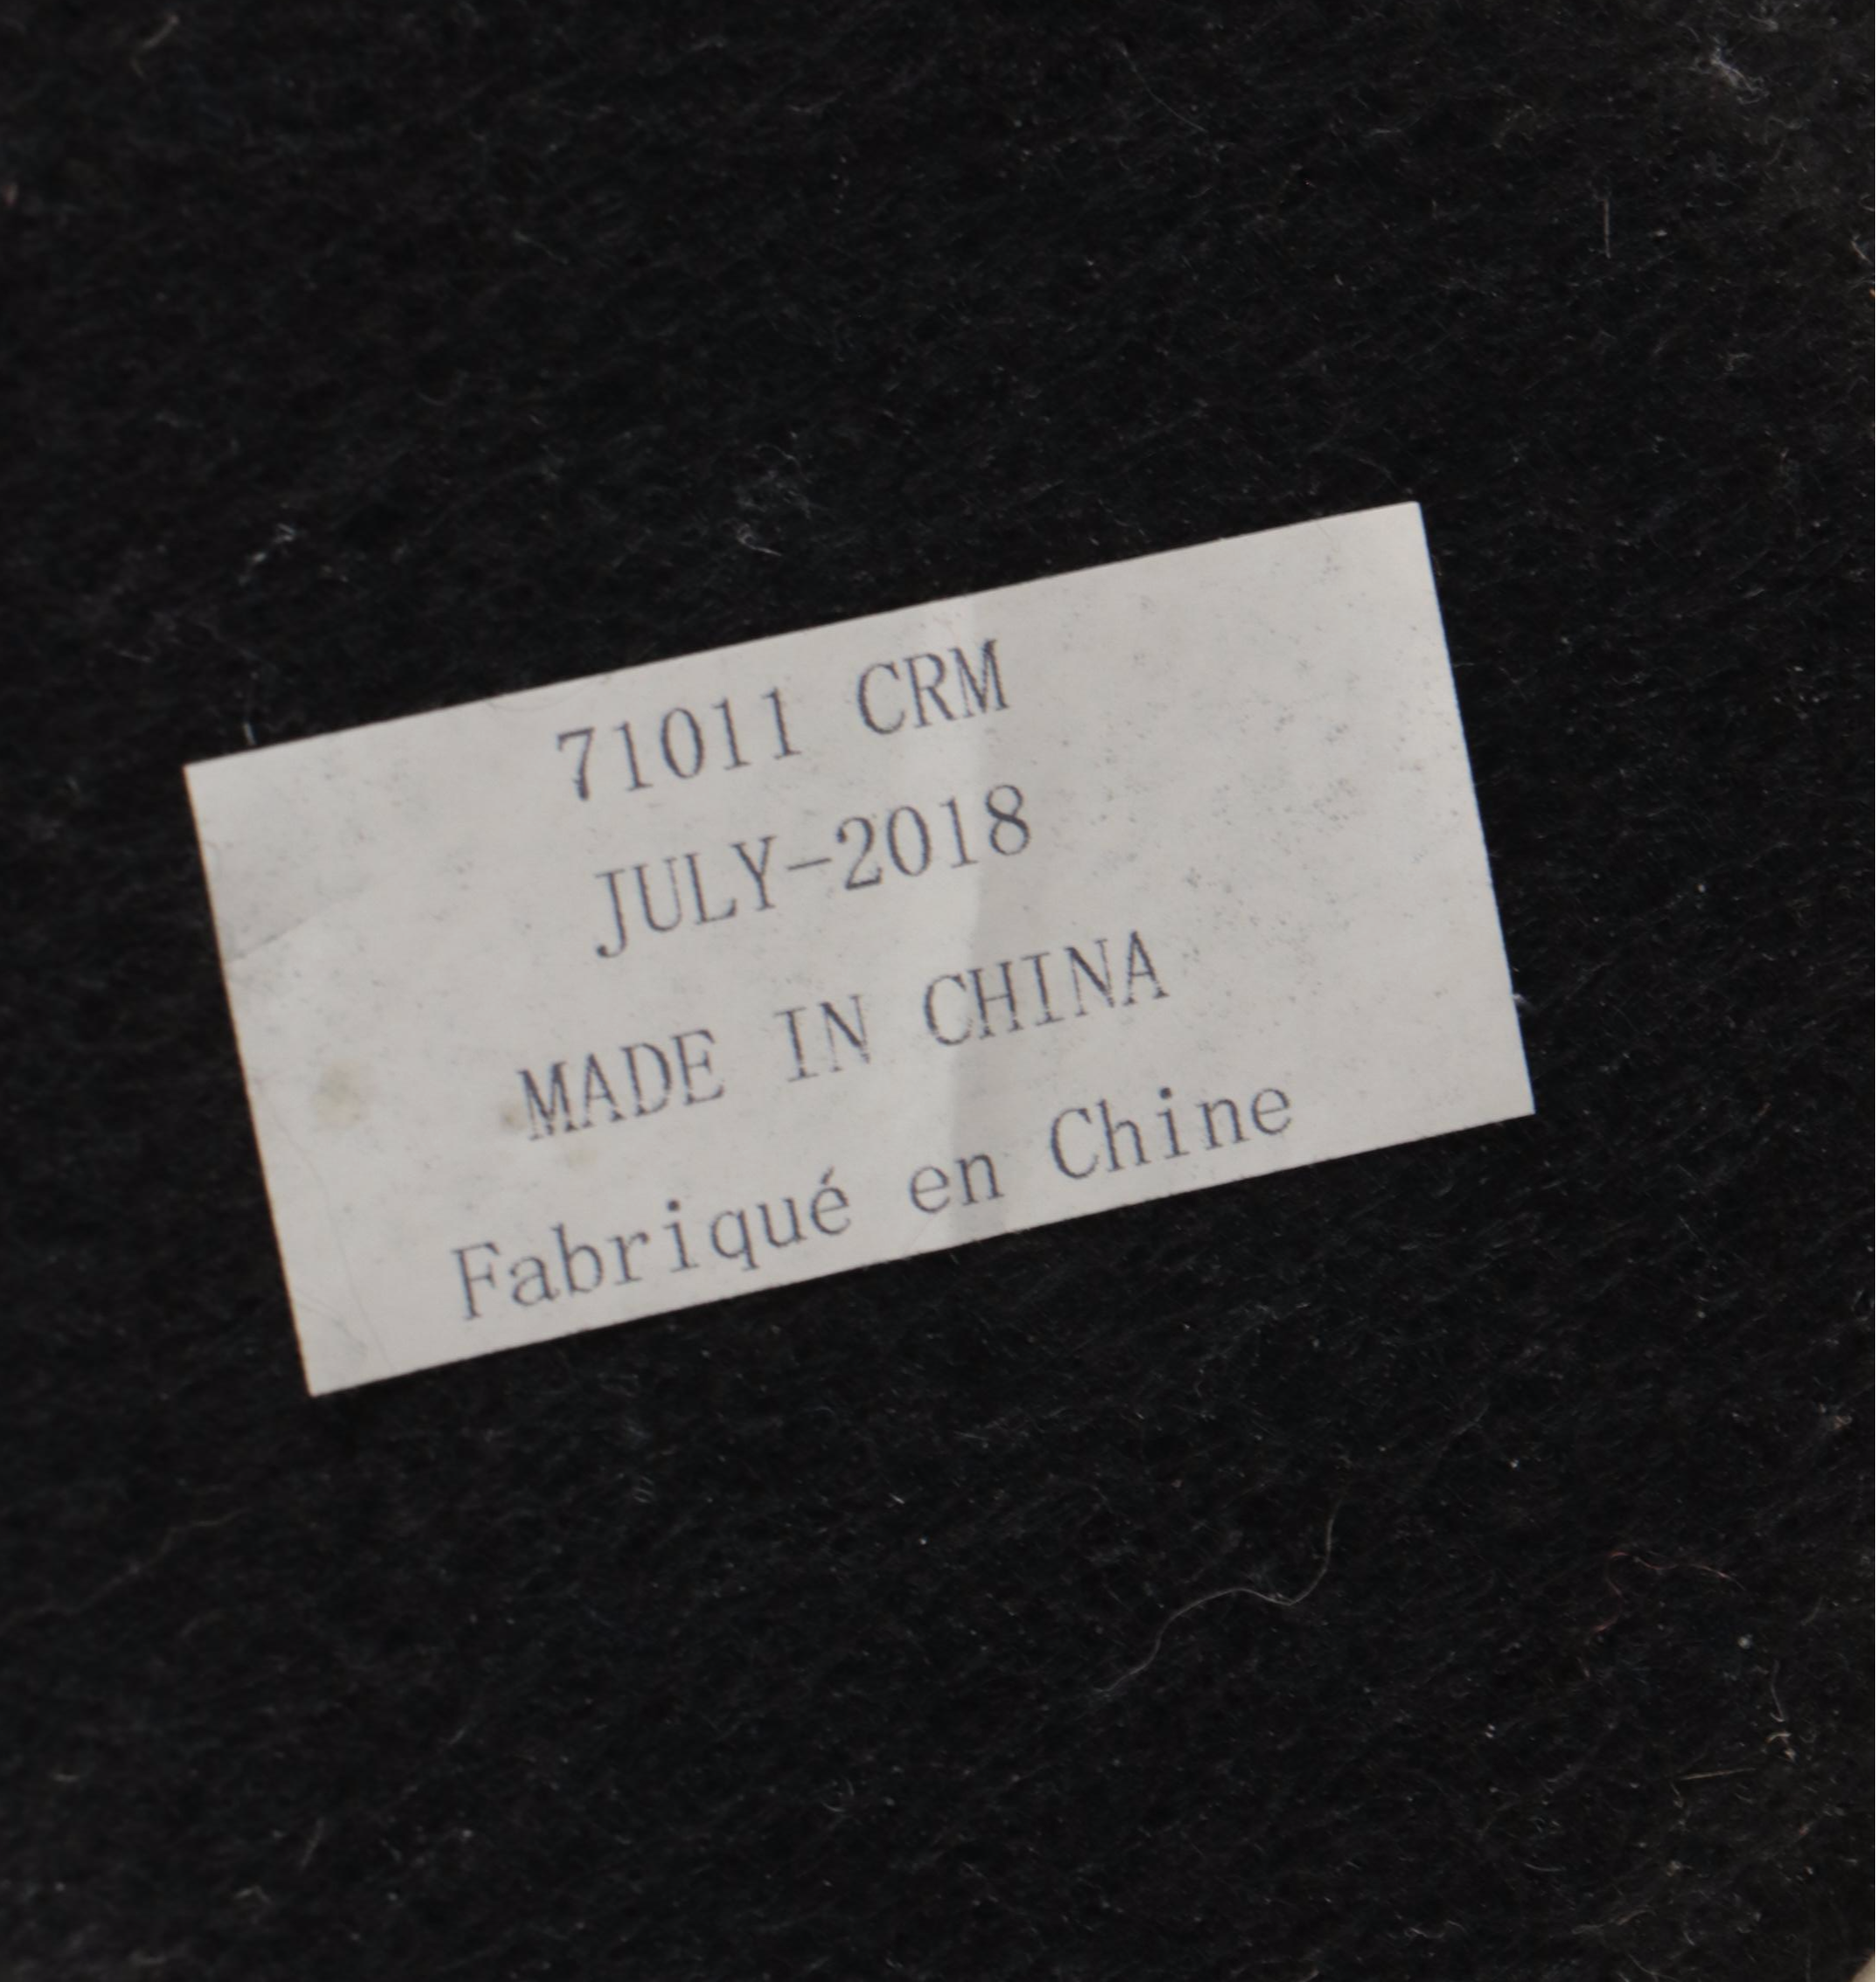 71011 CRM
JULY-2018
MADE IN CHINA
Fabriqué en Chine